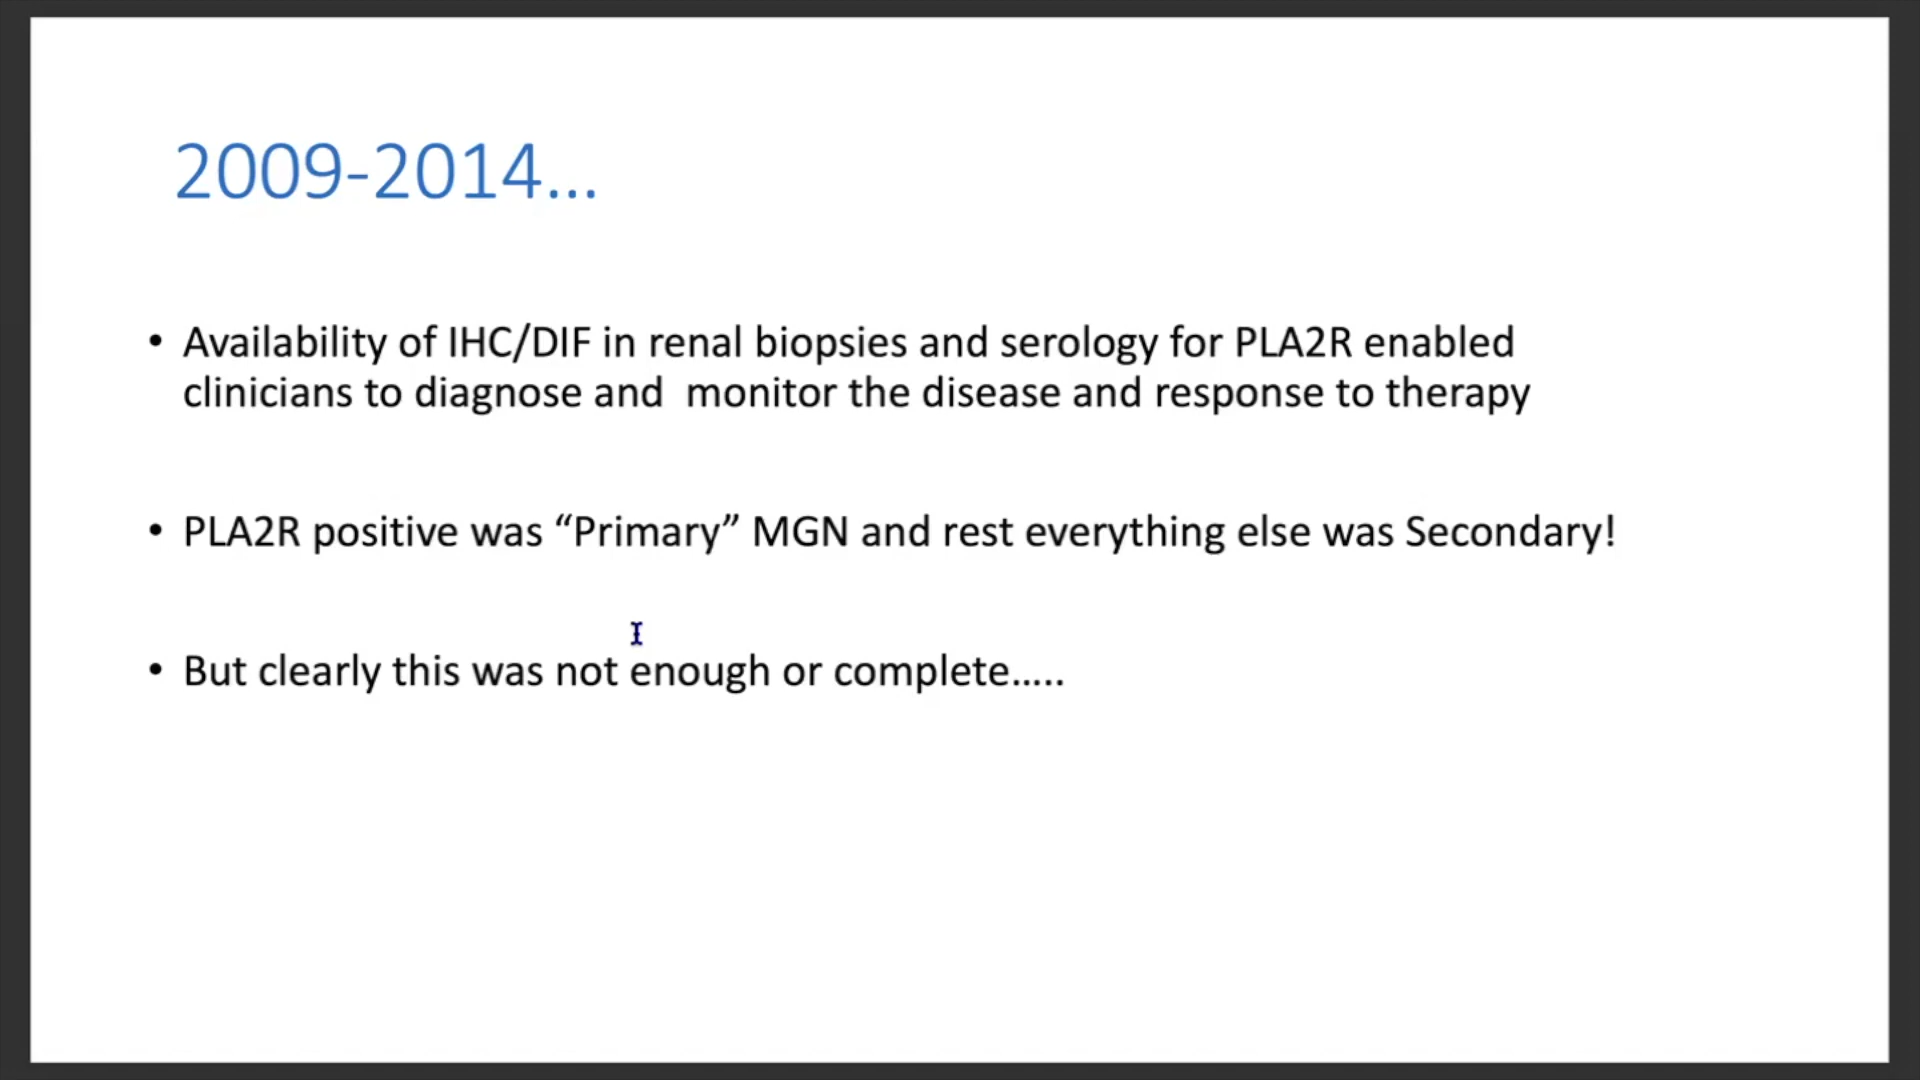 2009-2014...
• Availability of IHC/DIF in renal biopsies and serology for PLA2R enabled
clinicians to diagnose and  monitor the disease and response to therapy
• PLA2R positive was “Primary” MGN and rest everything else was Secondary!
• But clearly this was not enough or complete.....